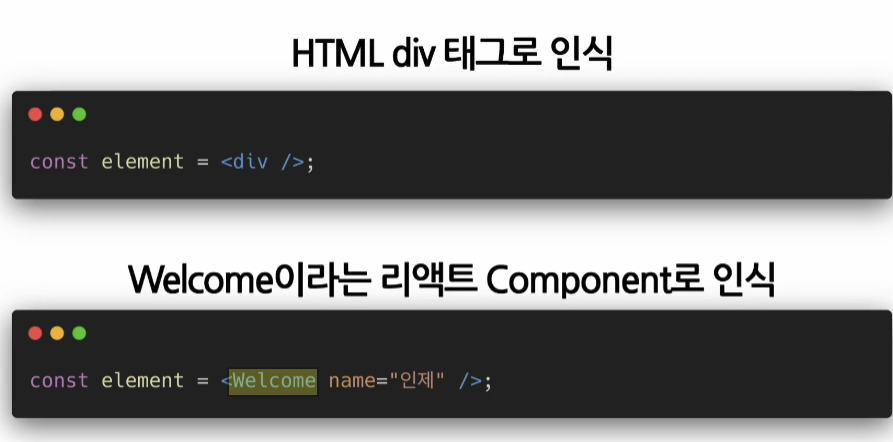 HTML div 태그로 인식
const element = <div />;
Welcome이라는 리액트 Component로 인식
const element = <Welcome name="인제" />;